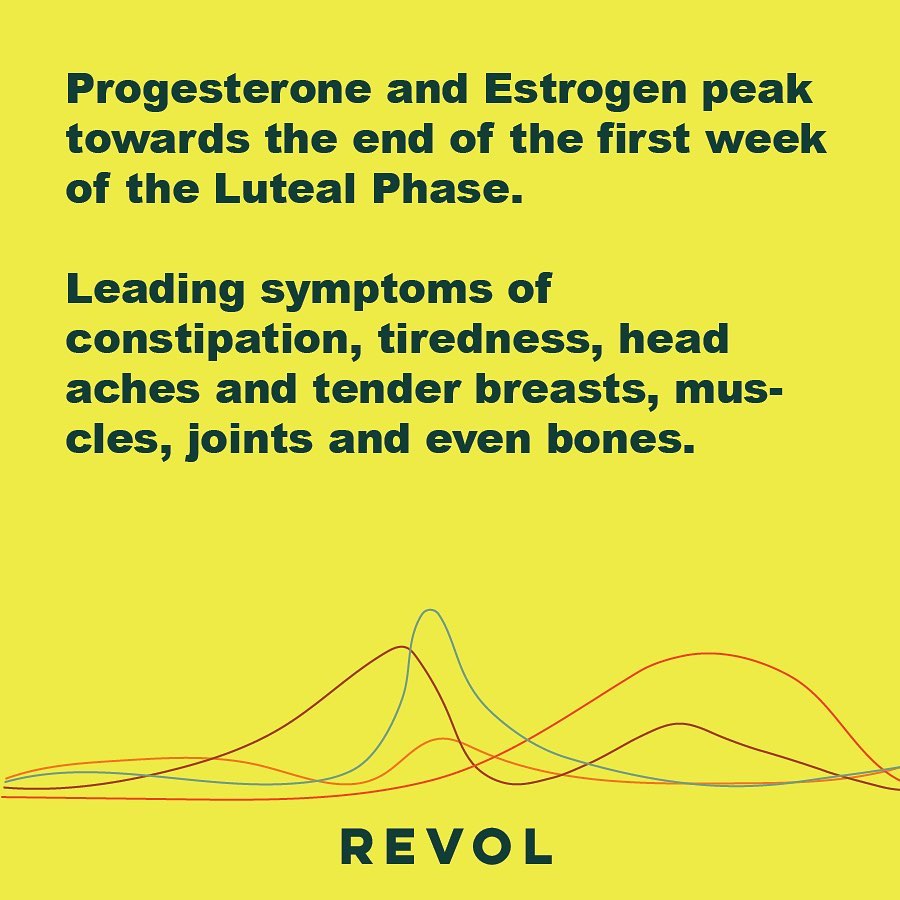 Progesterone and Estrogen peak
towards the end of the first week
of the Luteal Phase.
Leading symptoms of
constipation, tiredness, head
aches and tender breasts, mus-
cles, joints and even bones.
REVOL